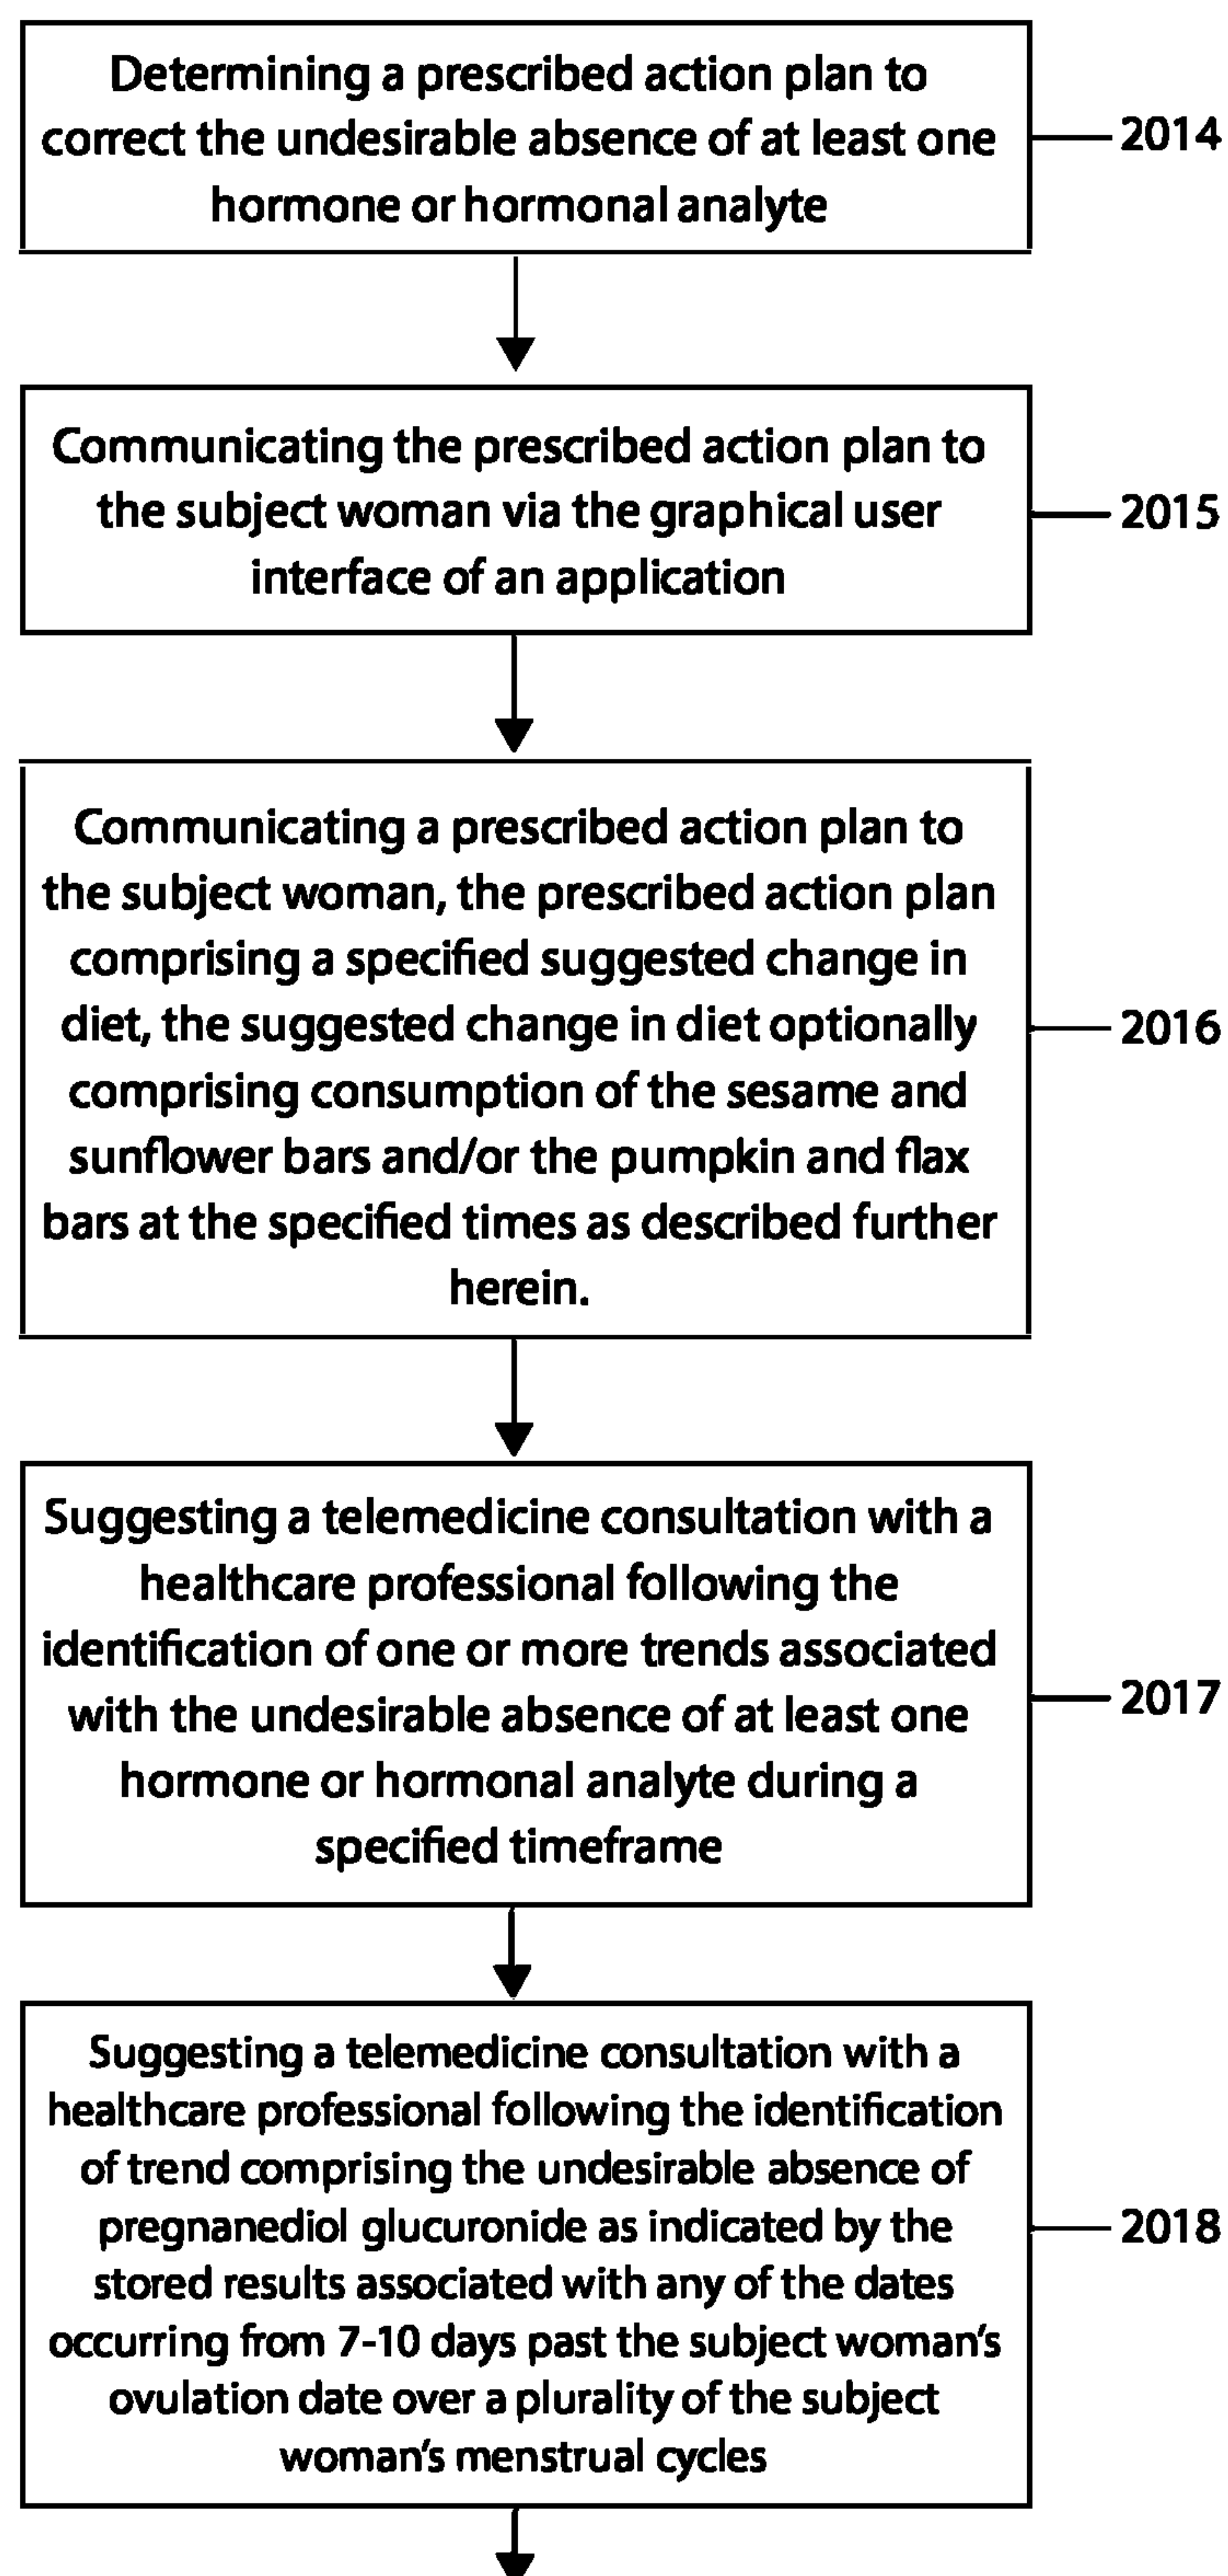 Determining a prescribed action plan to
correct the undesirable absence of at least one
hormone or hormonal analyte
2014
Communicating the prescribed action plan to
the subject woman via the graphical user
interface of an application
2015
Communicating a prescribed action plan to
the subject woman, the prescribed action plan
comprising a specified suggested change in
diet, the suggested change in diet optionally
comprising consumption of the sesame and
sunflower bars and/or the pumpkin and flax
bars at the specified times as described further
herein.
2016
Suggesting a telemedicine consultation with a
healthcare professional following the
identification of one or more trends associated
with the undesirable absence of at least one
hormone or hormonal analyte during a
specified timeframe
2017
Suggesting a telemedicine consultation with a
healthcare professional following the identification
of trend comprising the undesirable absence of
pregnanediol glucuronide as indicated by the
stored results associated with any of the dates
occurring from 7-10 days past the subject woman's
ovulation date over a plurality of the subject
woman's menstrual cycles
2018